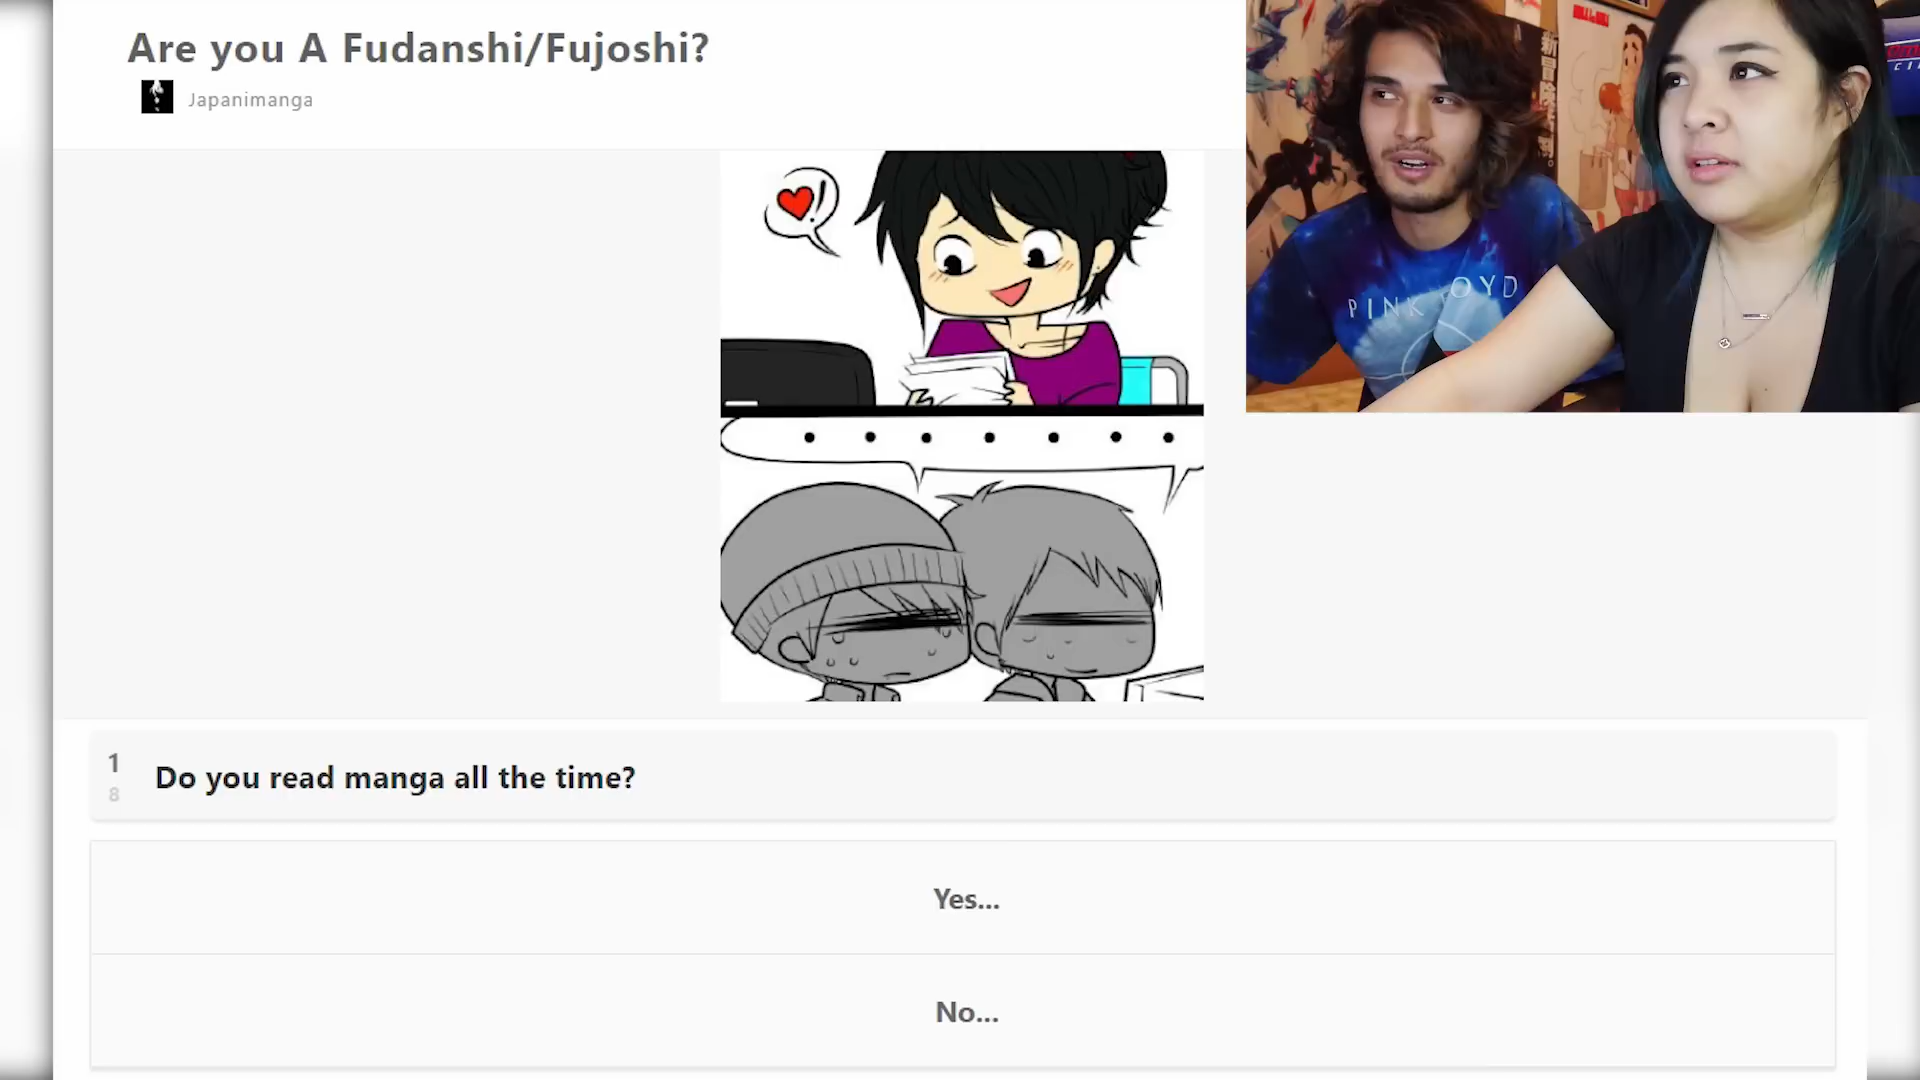 Are you A Fudanshi/Fujoshi?
Japanimanga
PINK
OYD
1
8
Do you read manga all the time?
Yes...
No...